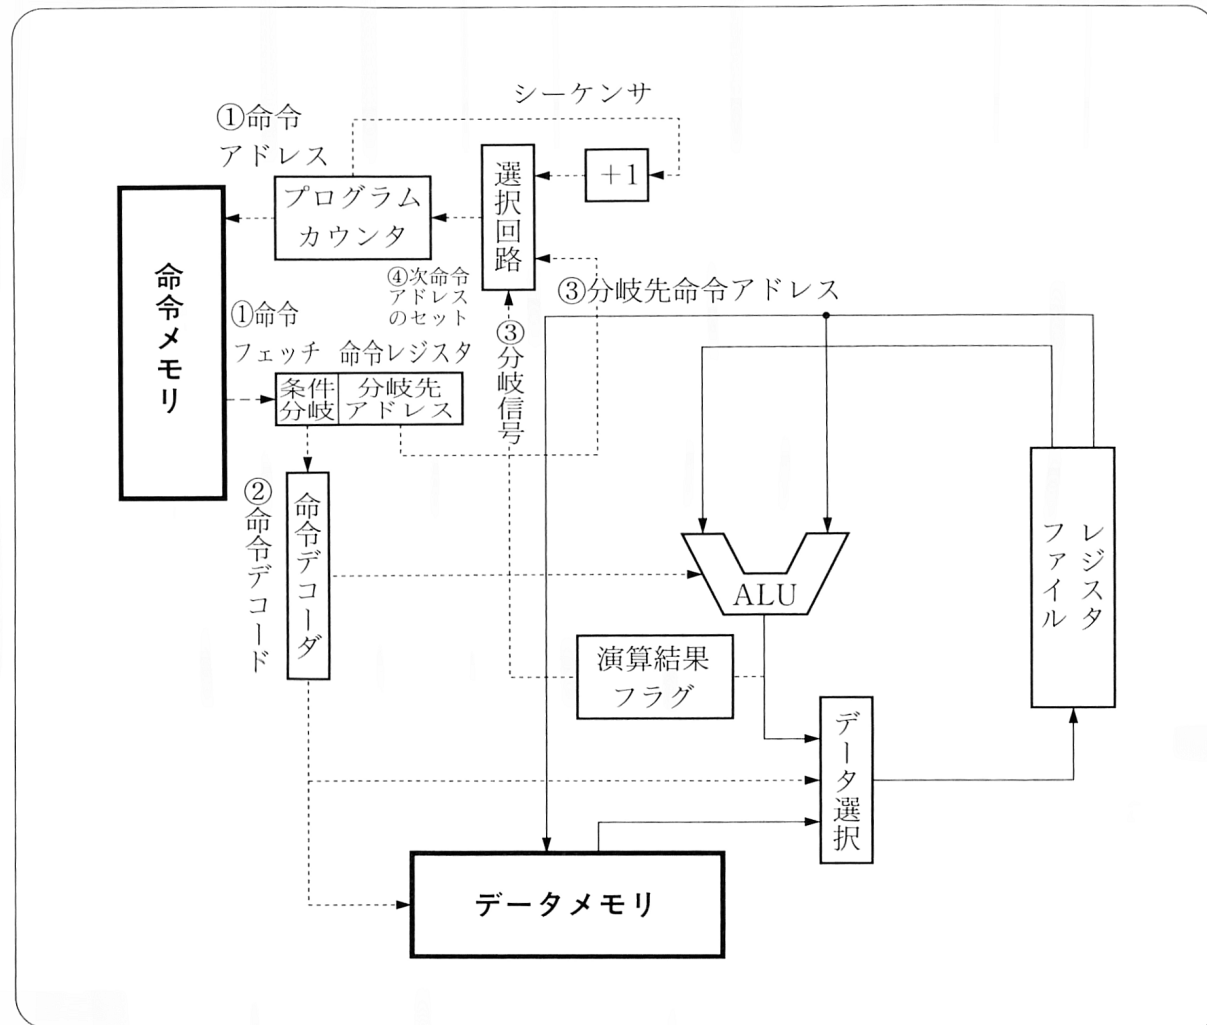 シーケンサ
①命令
アドレス
プログラム
カウンタ
選択回路
+1
命令メモリ
④次命令
アドレス
のセット
③分岐先命令アドレス
①命令
フェッチ
命令レジスタ
③分岐信号
条件
分岐
分岐先
アドレス
②命令デコード
命令デコーダ
ALU
レジスタ
ファイル
演算結果
フラグ
データ選択
データメモリ